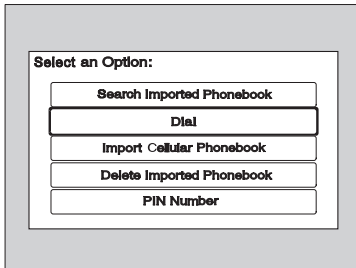 Select an Option:
Search Imported Phonebook
Dial
Import Cellular Phonebook
Delete Imported Phonebook
PIN Number